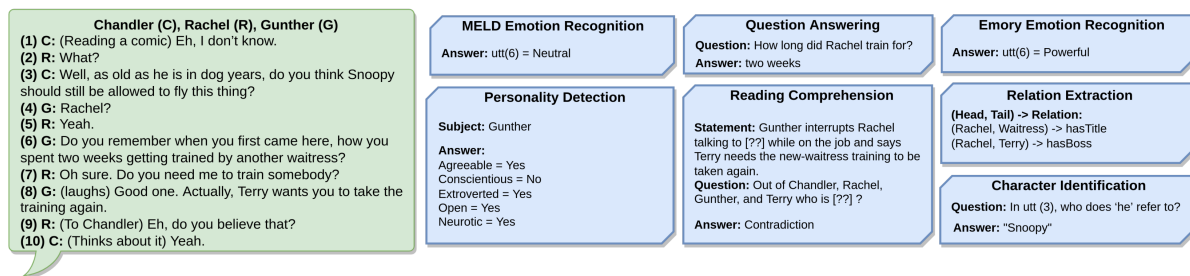 Chandler (C), Rachel (R), Gunther (G)
(1) C: (Reading a comic) Eh, I don't know.
(2) R: What?
(3) C: Well, as old as he is in dog years, do you think Snoopy
should still be allowed to fly this thing?
(4) G: Rachel?
(5) R: Yeah.
(6) G: Do you remember when you first came here, how you
spent two weeks getting trained by another waitress?
(7) R: Oh sure. Do you need me to train somebody?
(8) G: (laughs) Good one. Actually, Terry wants you to take the
training again.
(9) R: (To Chandler) Eh, do you believe that?
(10) C: (Thinks about it) Yeah.
MELD Emotion Recognition
Answer: utt(6) = Neutral
Question Answering
Question: How long did Rachel train for?
Answer: two weeks
Emory Emotion Recognition
Answer: utt(6) = Powerful
Personality Detection
Subject: Gunther
Answer:
Agreeable = Yes
Conscientious = No
Extroverted = Yes
Open = Yes
Neurotic = Yes
Reading Comprehension
Statement: Gunther interrupts Rachel
talking to [??] while on the job and says
Terry needs the new-waitress training to be
taken again.
Question: Out of Chandler, Rachel,
Gunther, and Terry who is [??] ?
Answer: Contradiction
Relation Extraction
(Head, Tail) -> Relation:
(Rachel, Waitress) -> hasTitle
(Rachel, Terry) -> hasBoss
Character Identification
Question: In utt (3), who does 'he' refer to?
Answer: "Snoopy"